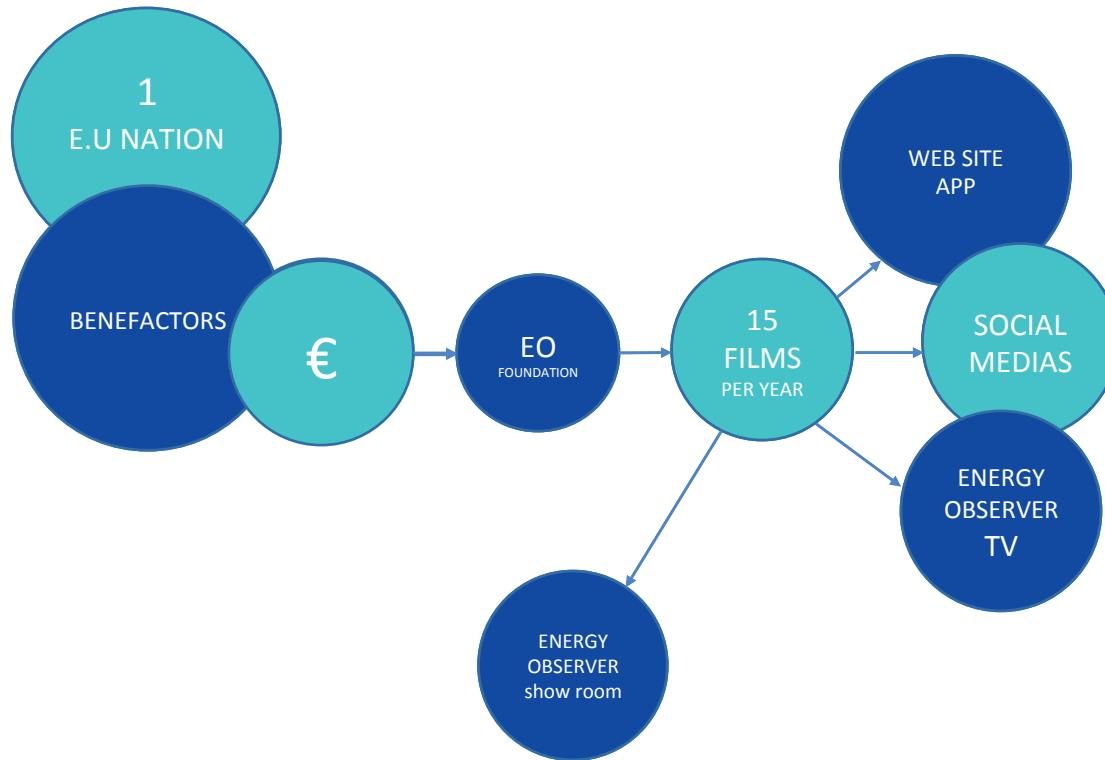 1
E.U NATION
BENEFACTORS
€
EO
FOUNDATION
15
FILMS
PER YEAR
WEB SITE
APP
SOCIAL
MEDIAS
ENERGY
OBSERVER
TV
ENERGY
OBSERVER
show room